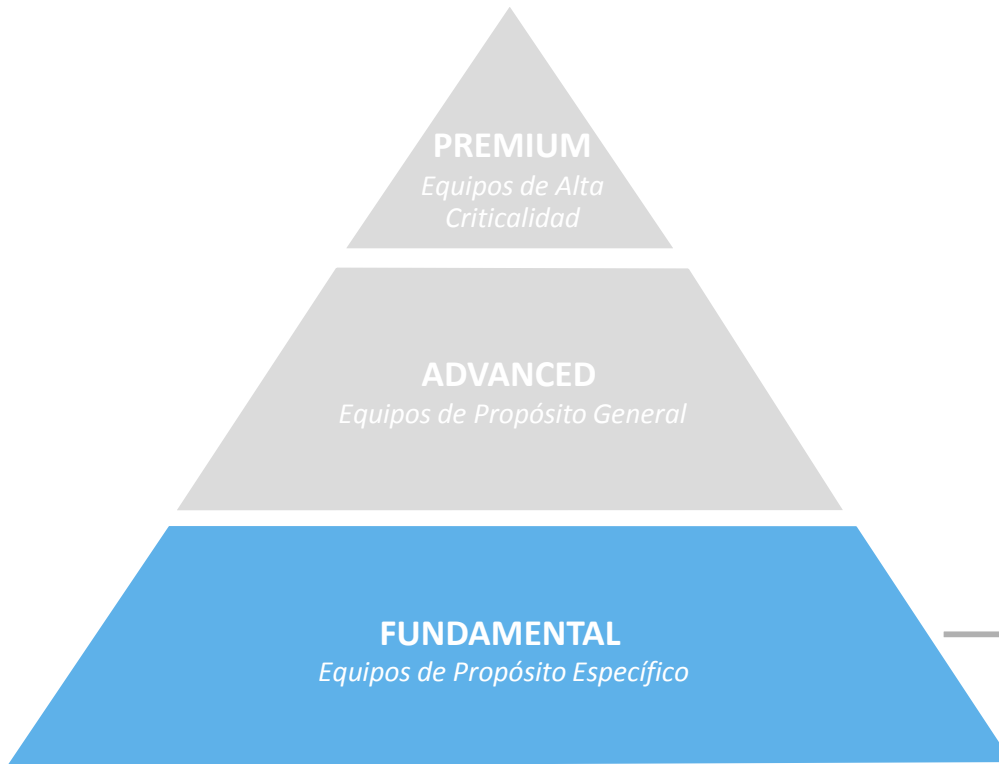 PREMIUM
Equipos de Alta
Criticalidad
ADVANCED
Equipos de Propósito General
FUNDAMENTAL
Equipos de Propósito Específico